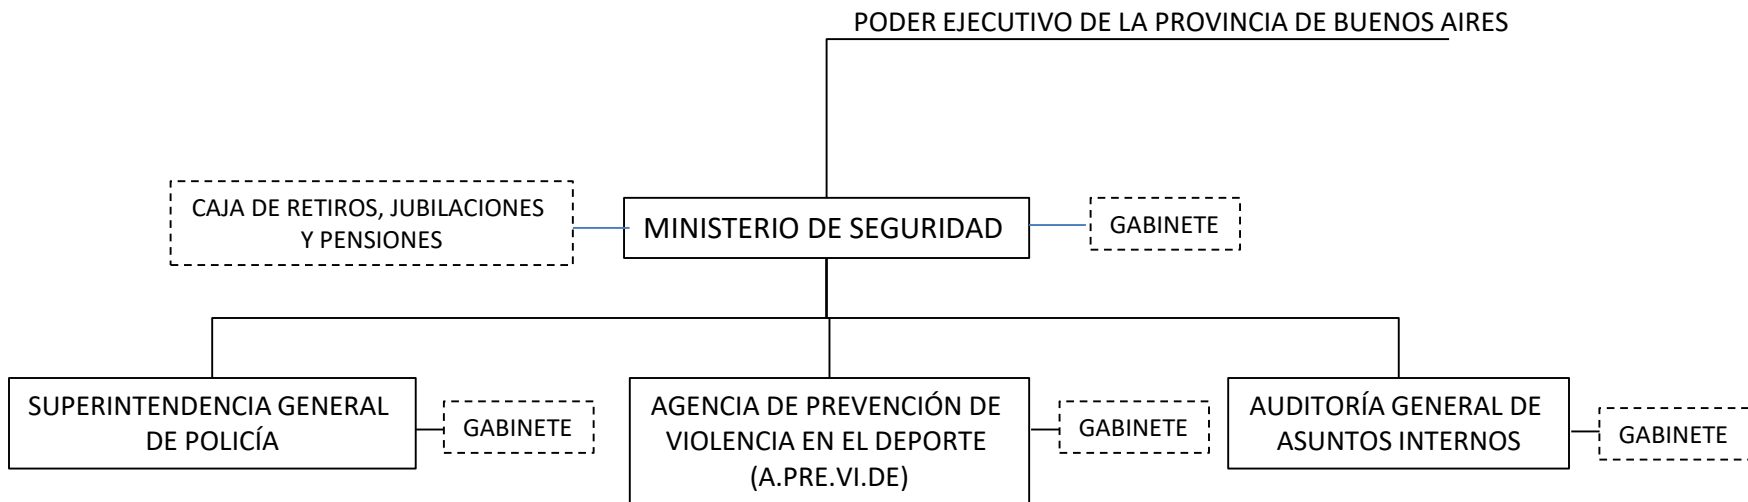 PODER EJECUTIVO DE LA PROVINCIA DE BUENOS AIRES
CAJA DE RETIROS, JUBILACIONES
Y PENSIONES
MINISTERIO DE SEGURIDAD
GABINETE
SUPERINTENDENCIA GENERAL
DE POLICÍA
GABINETE
AGENCIA DE PREVENCIÓN DE
VIOLENCIA EN EL DEPORTE
(A.PRE.VI.DE)
GABINETE
AUDITORÍA GENERAL DE
ASUNTOS INTERNOS
GABINETE